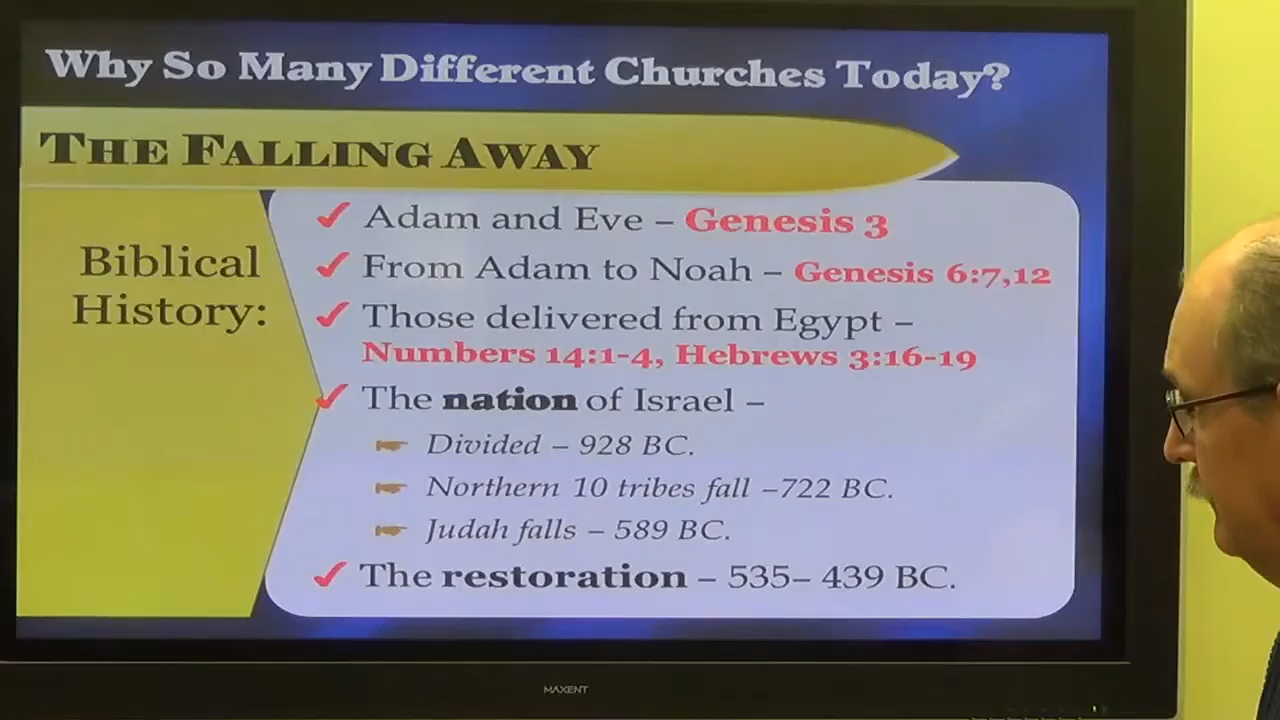 Why So Many Different Churches Today?
THE FALLING AWAY
Biblical
History:
✓ Adam and Eve – Genesis 3
✓ From Adam to Noah – Genesis 6:7,12
✓ Those delivered from Egypt –
Numbers 14:1-4, Hebrews 3:16-19
✓ The nation of Israel –
Divided – 928 BC.
Northern 10 tribes fall –722 BC.
Judah falls – 589 BC.
✓ The restoration – 535– 439 BC.
MAXENT